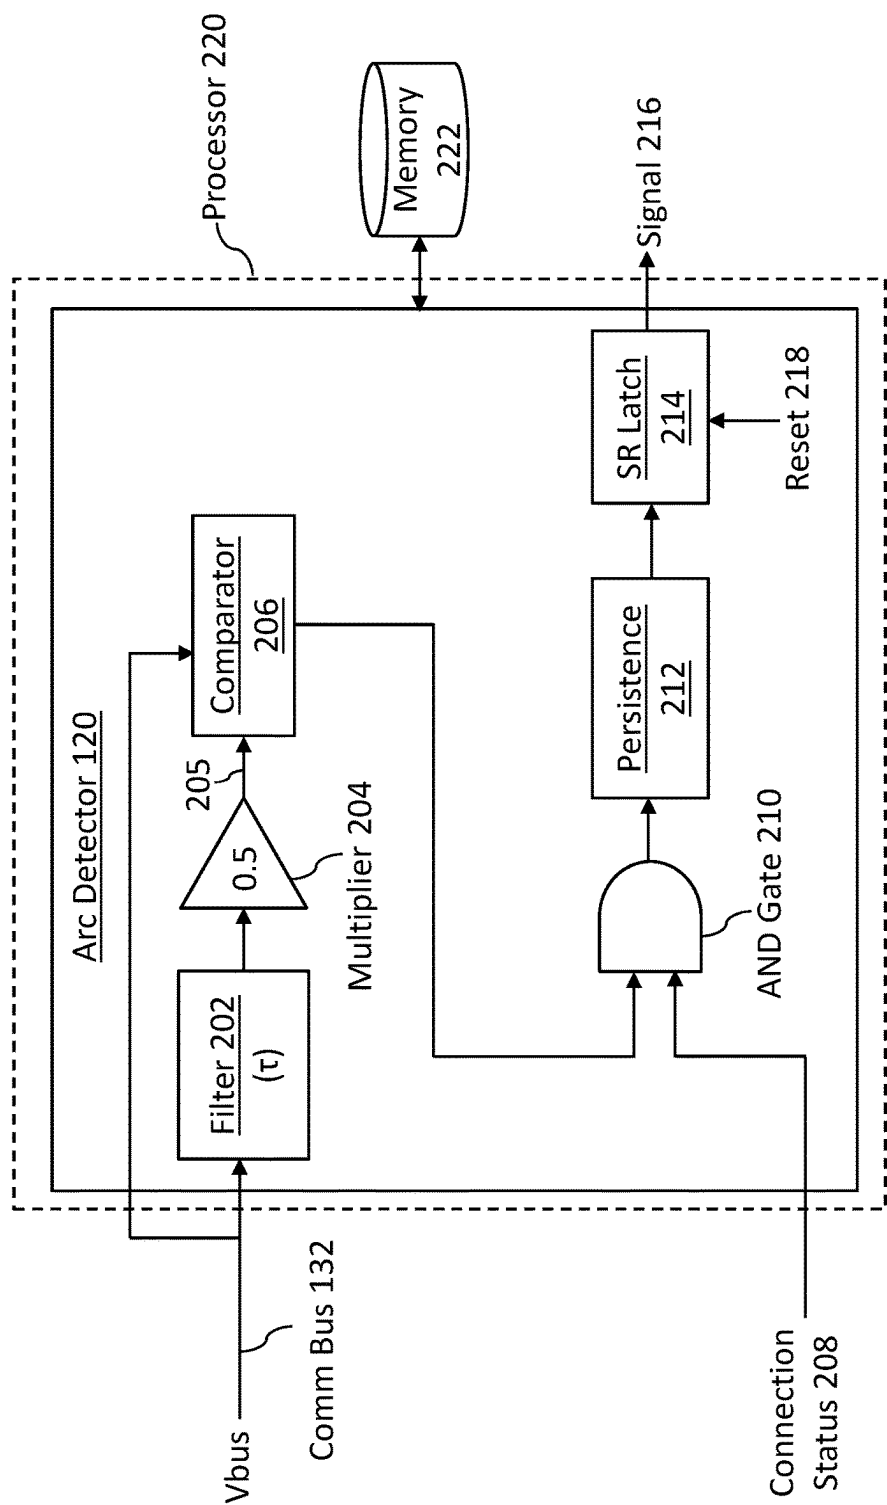 Processor 220
Memory
222
Arc Detector 120
Vbus
Comm Bus 132
Filter 202
(τ)
0.5
Multiplier 204
205
Comparator
206
Connection
Status 208
AND Gate 210
Persistence
212
SR Latch
214
Signal 216
Reset 218